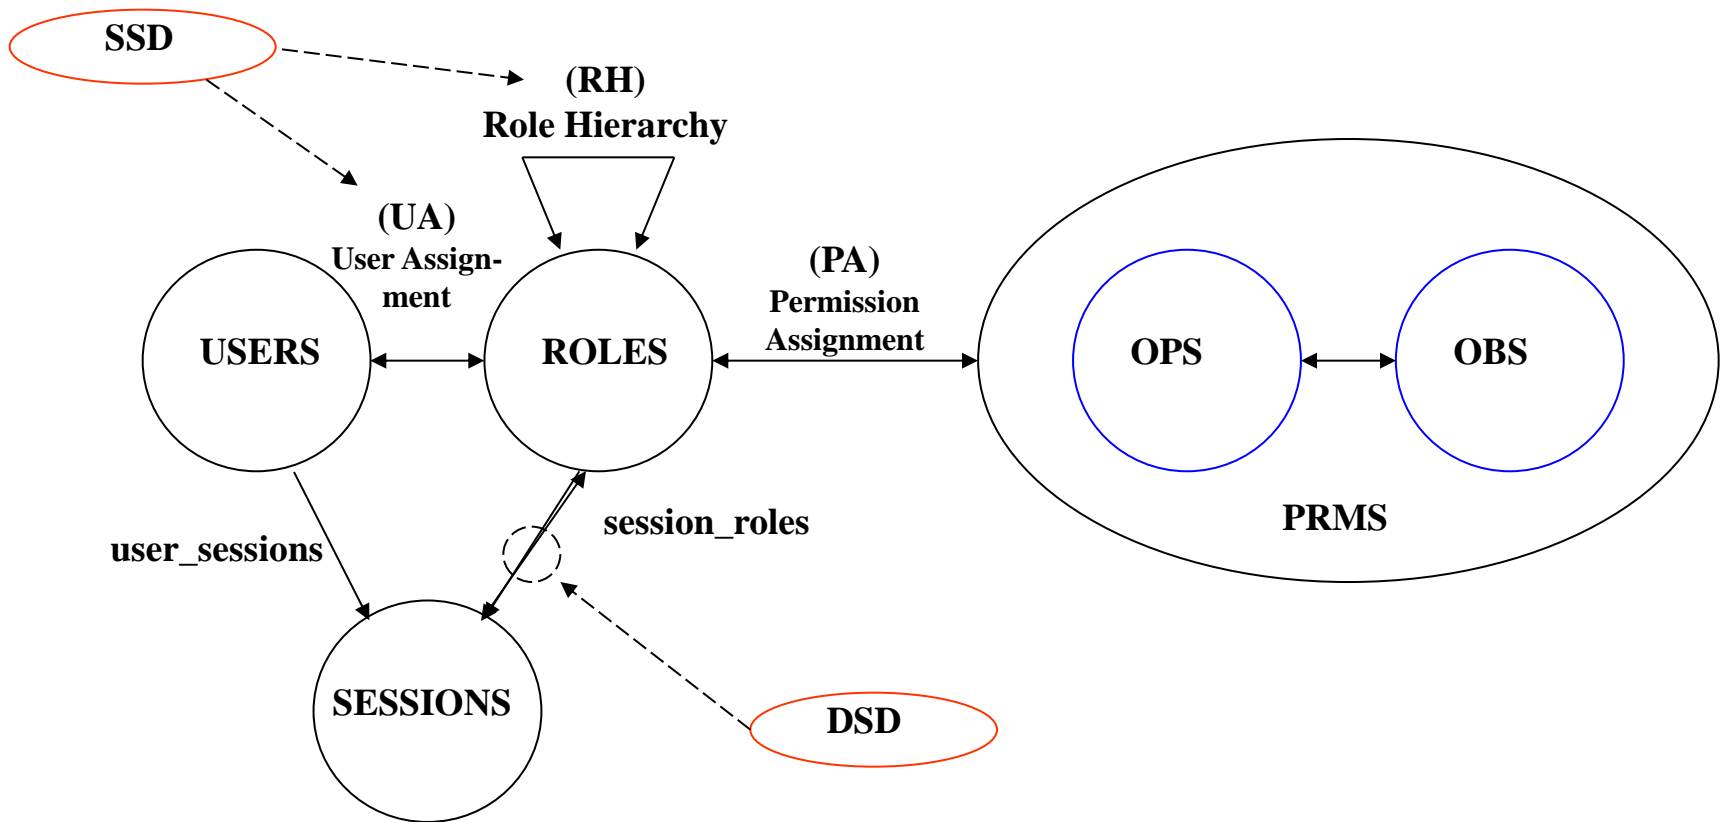 SSD
(RH)
Role Hierarchy
(UA)
User Assign-
ment
(PA)
Permission
Assignment
USERS
ROLES
OPS
OBS
PRMS
session_roles
user_sessions
SESSIONS
DSD